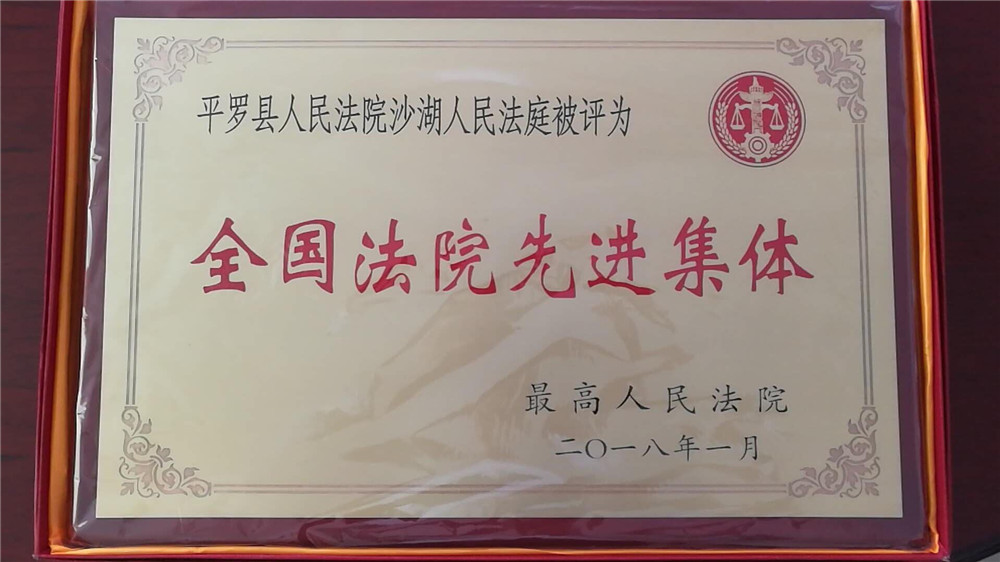 平罗县人民法院沙湖人民法庭被评为
全国法院先进集体
最高人民法院
二〇一八年一月